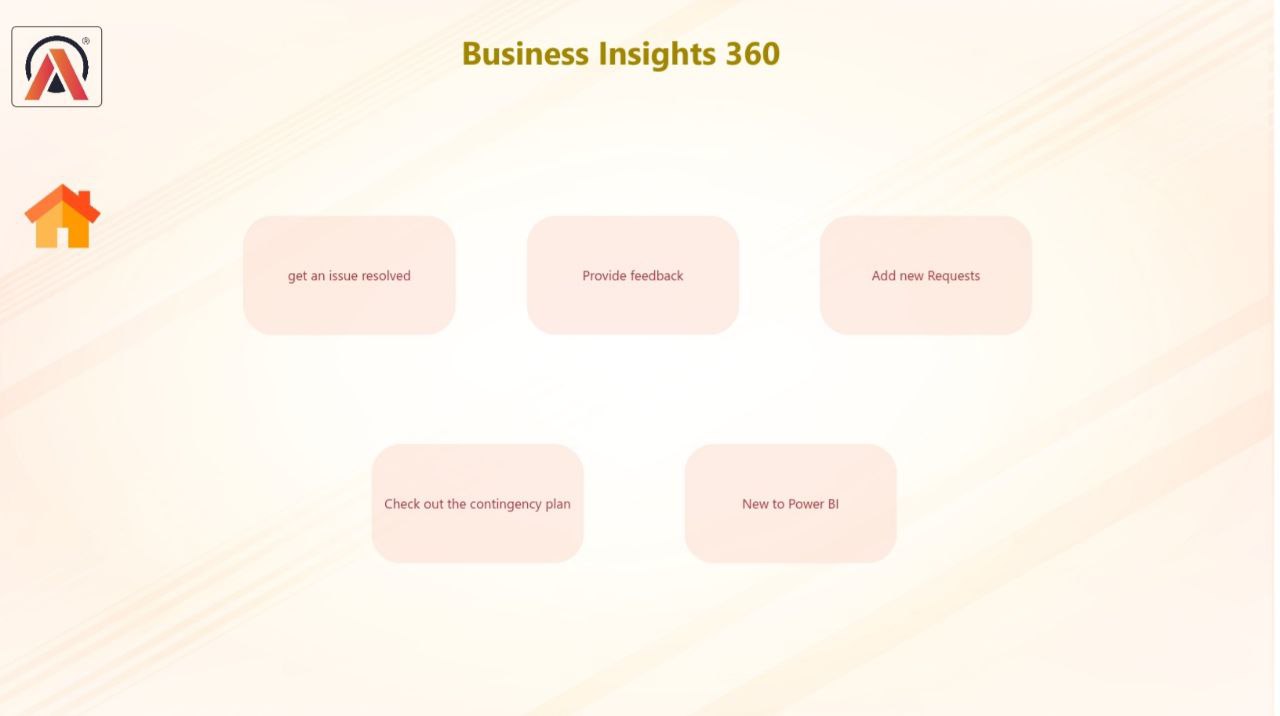 Business Insights 360
®
get an issue resolved
Provide feedback
Add new Requests
Check out the contingency plan
New to Power BI